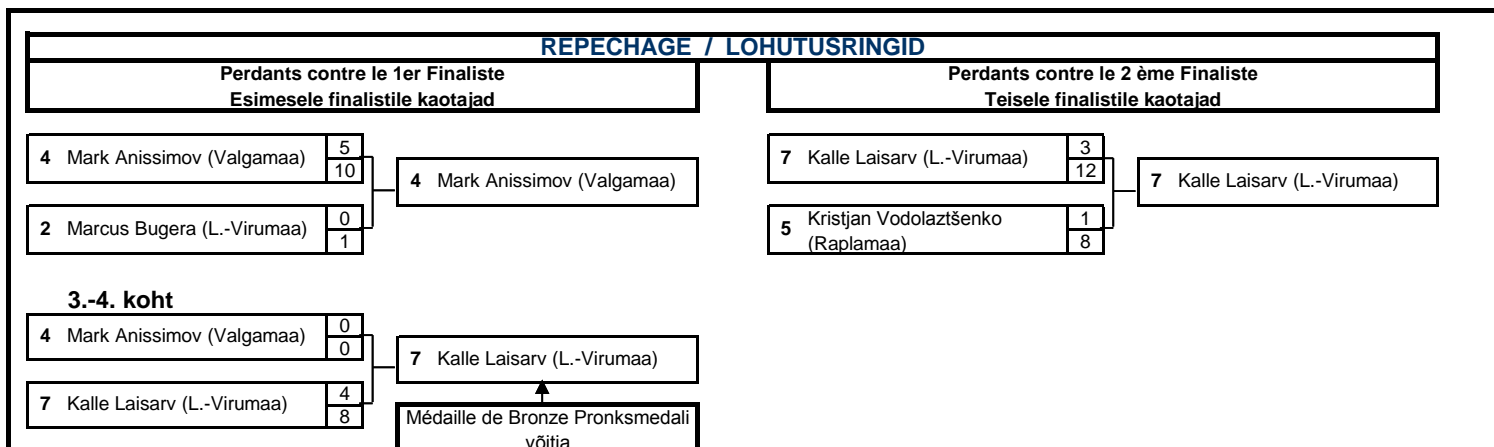 REPECHAGE / LOHUTUSRINGID
Perdants contre le 1er Finaliste
Esimesele finalistile kaotajad
Perdants contre le 2 ème Finaliste
Teisele finalistile kaotajad
4 Mark Anissimov (Valgamaa) 5
10
4 Mark Anissimov (Valgamaa)
2 Marcus Bugera (L.-Virumaa) 0
1
7 Kalle Laisarv (L.-Virumaa) 3
12
7 Kalle Laisarv (L.-Virumaa)
5 Kristjan Vodolaztšenko
(Raplamaa)
1
8
3.-4. koht
4 Mark Anissimov (Valgamaa) 0
0
7 Kalle Laisarv (L.-Virumaa)
7 Kalle Laisarv (L.-Virumaa) 4
8
Médaille de Bronze Pronksmedali
võitja